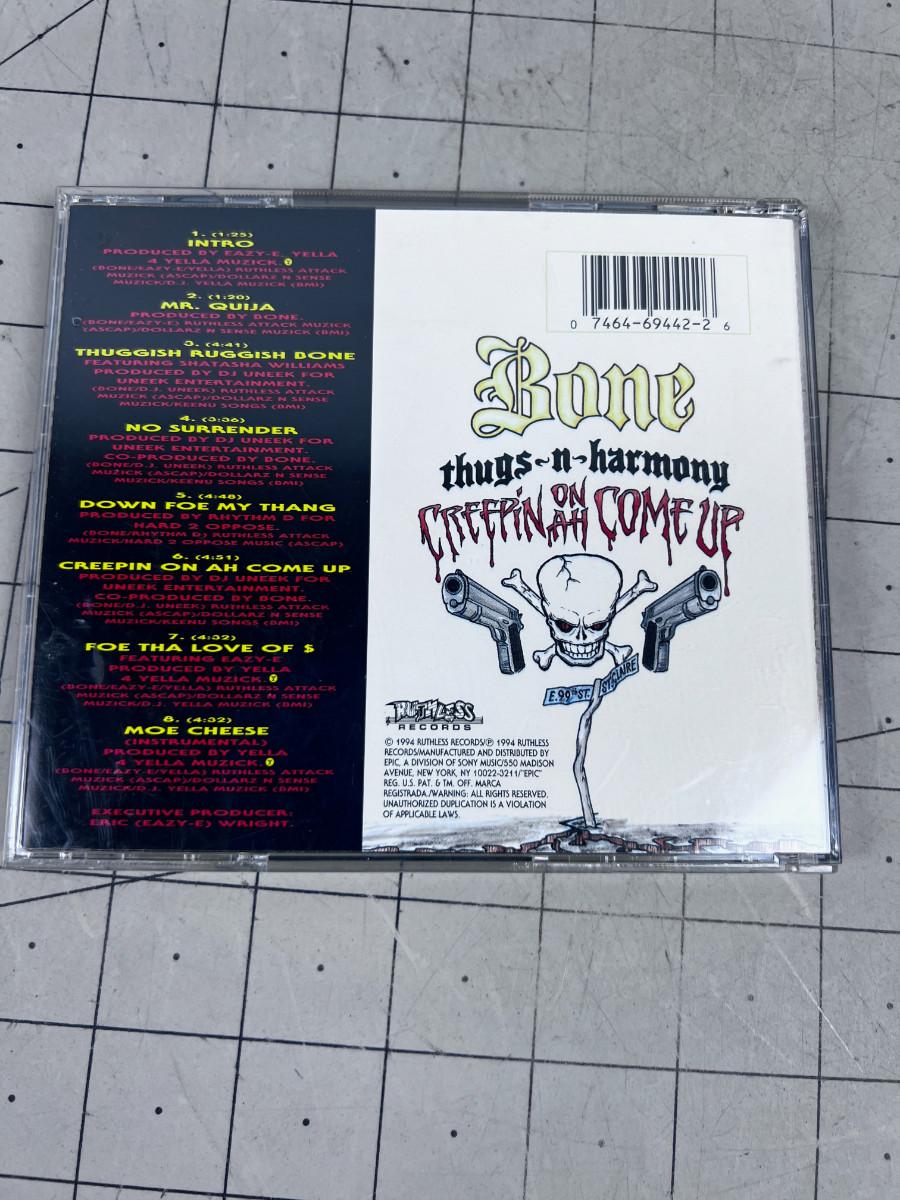 1. (1:25)
INTRO
PRODUCED BY EAZY-E, YELLA
4 YELLA MUZICK.
(BONE/EAZY-E/YELLA) RUTHLESS ATTACK
MUZICK (ASCAP)/DOLLARZ N SENSE
MUZICK/D.J. YELLA MUZICK (BMI)
2. (1:20)
MR. QUIJA
PRODUCED BY BONE.
(BONE/EAZY-E) RUTHLESS ATTACK MUZICK
(ASCAP)/DOLLARZ N SENSE MUZICK (BMI)
3. (4:41)
THUGGISH RUGGISH BONE
FEATURING SHATASHA WILLIAMS
PRODUCED BY DJ UNEEK FOR
UNEEK ENTERTAINMENT.
(BONE/D.J. UNEEK) RUTHLESS ATTACK
MUZICK (ASCAP)/DOLLARZ N SENSE
MUZICK/KEENU SONGS (BMI)
4. (3:36)
NO SURRENDER
PRODUCED BY DJ UNEEK FOR
UNEEK ENTERTAINMENT.
CO-PRODUCED BY BONE.
(BONE/D.J. UNEEK) RUTHLESS ATTACK
MUZICK (ASCAP)/DOLLARZ N SENSE
MUZICK/KEENU SONGS (BMI)
5. (4:48)
DOWN FOE MY THANG
PRODUCED BY RHYTHM D FOR
HARD 2 OPPOSE.
(BONE/RHYTHM D) RUTHLESS ATTACK
MUZICK/HARD 2 OPPOSE MUSIC (ASCAP)
6. (4:51)
CREEPIN ON AH COME UP
PRODUCED BY DJ UNEEK FOR
UNEEK ENTERTAINMENT.
CO-PRODUCED BY BONE.
(BONE/D.J. UNEEK) RUTHLESS ATTACK
MUZICK (ASCAP)/DOLLARZ N SENSE
MUZICK/KEENU SONGS (BMI)
7. (4:32)
FOE THA LOVE OF $
FEATURING EAZY-E
PRODUCED BY YELLA
4 YELLA MUZICK.
(BONE/EAZY-E/YELLA) RUTHLESS ATTACK
MUZICK (ASCAP)/DOLLARZ N SENSE
MUZICK/D.J. YELLA MUZICK (BMI)
8. (4:32)
MOE CHEESE
(INSTRUMENTAL)
PRODUCED BY YELLA
4 YELLA MUZICK.
(BONE/EAZY-E/YELLA) RUTHLESS ATTACK
MUZICK (ASCAP)/DOLLARZ N SENSE
MUZICK/D.J. YELLA MUZICK (BMI)
EXECUTIVE PRODUCER:
ERIC (EAZY-E) WRIGHT.
0 7464-69442-2 6
Bone
thugs~n~harmony
CREEPIN ON AH COME UP
E. 99th ST. ST. CLAIRE
RUTHLESS
RECORDS
© 1994 RUTHLESS RECORDS/℗ 1994 RUTHLESS
RECORDS/MANUFACTURED AND DISTRIBUTED BY
EPIC, A DIVISION OF SONY MUSIC/550 MADISON
AVENUE, NEW YORK, NY 10022-3211/"EPIC"
REG. U.S. PAT. & TM. OFF. MARCA
REGISTRADA./WARNING: ALL RIGHTS RESERVED.
UNAUTHORIZED DUPLICATION IS A VIOLATION
OF APPLICABLE LAWS.